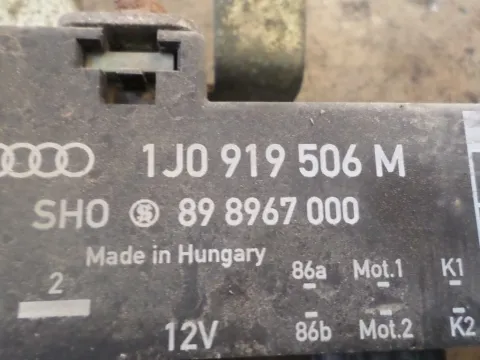 1J0 919 506 M
SHO S 89 8967 000
Made in Hungary
2 86a Mot.1 K1
12V 86b Mot.2 K2